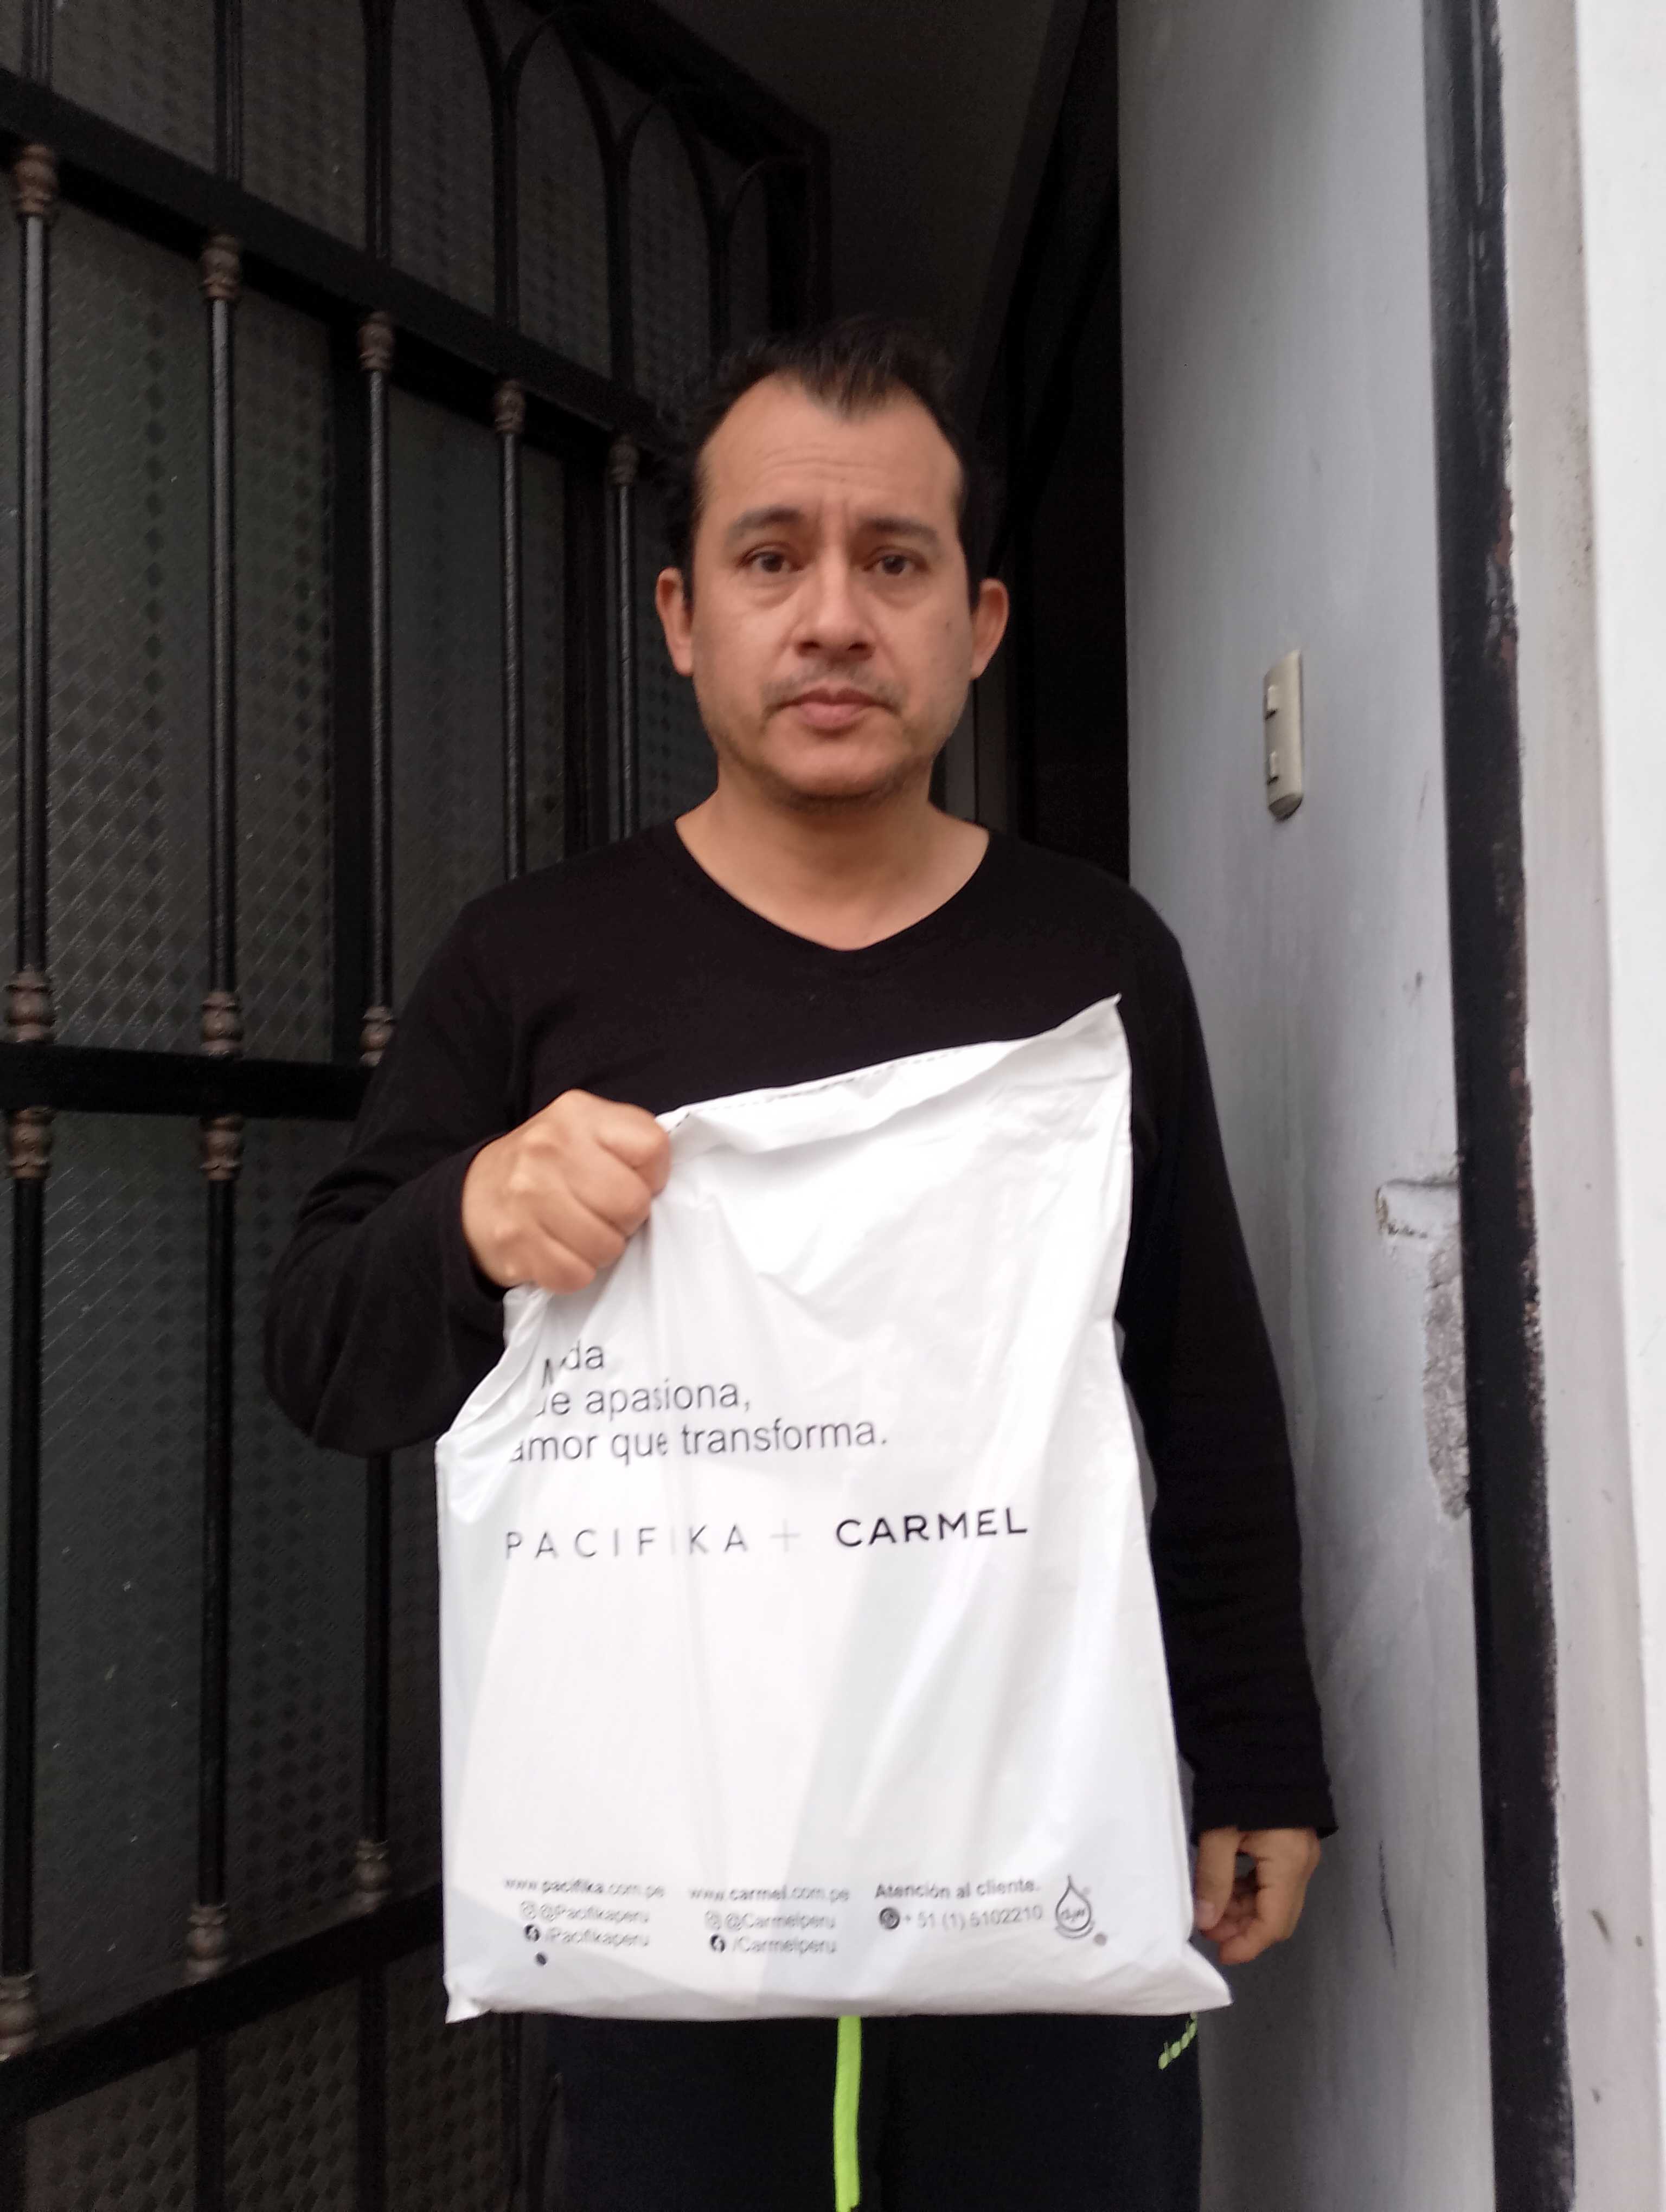 da
apasiona,
amor que transforma.
PACIFIKA + CARMEL
www.pacifika.com.pe www.carmel.com.pe Atención al cliente.
@Pacifikaperu @Carmelperu + 51 (1) 5102210
/Pacifikaperu /Carmelperu